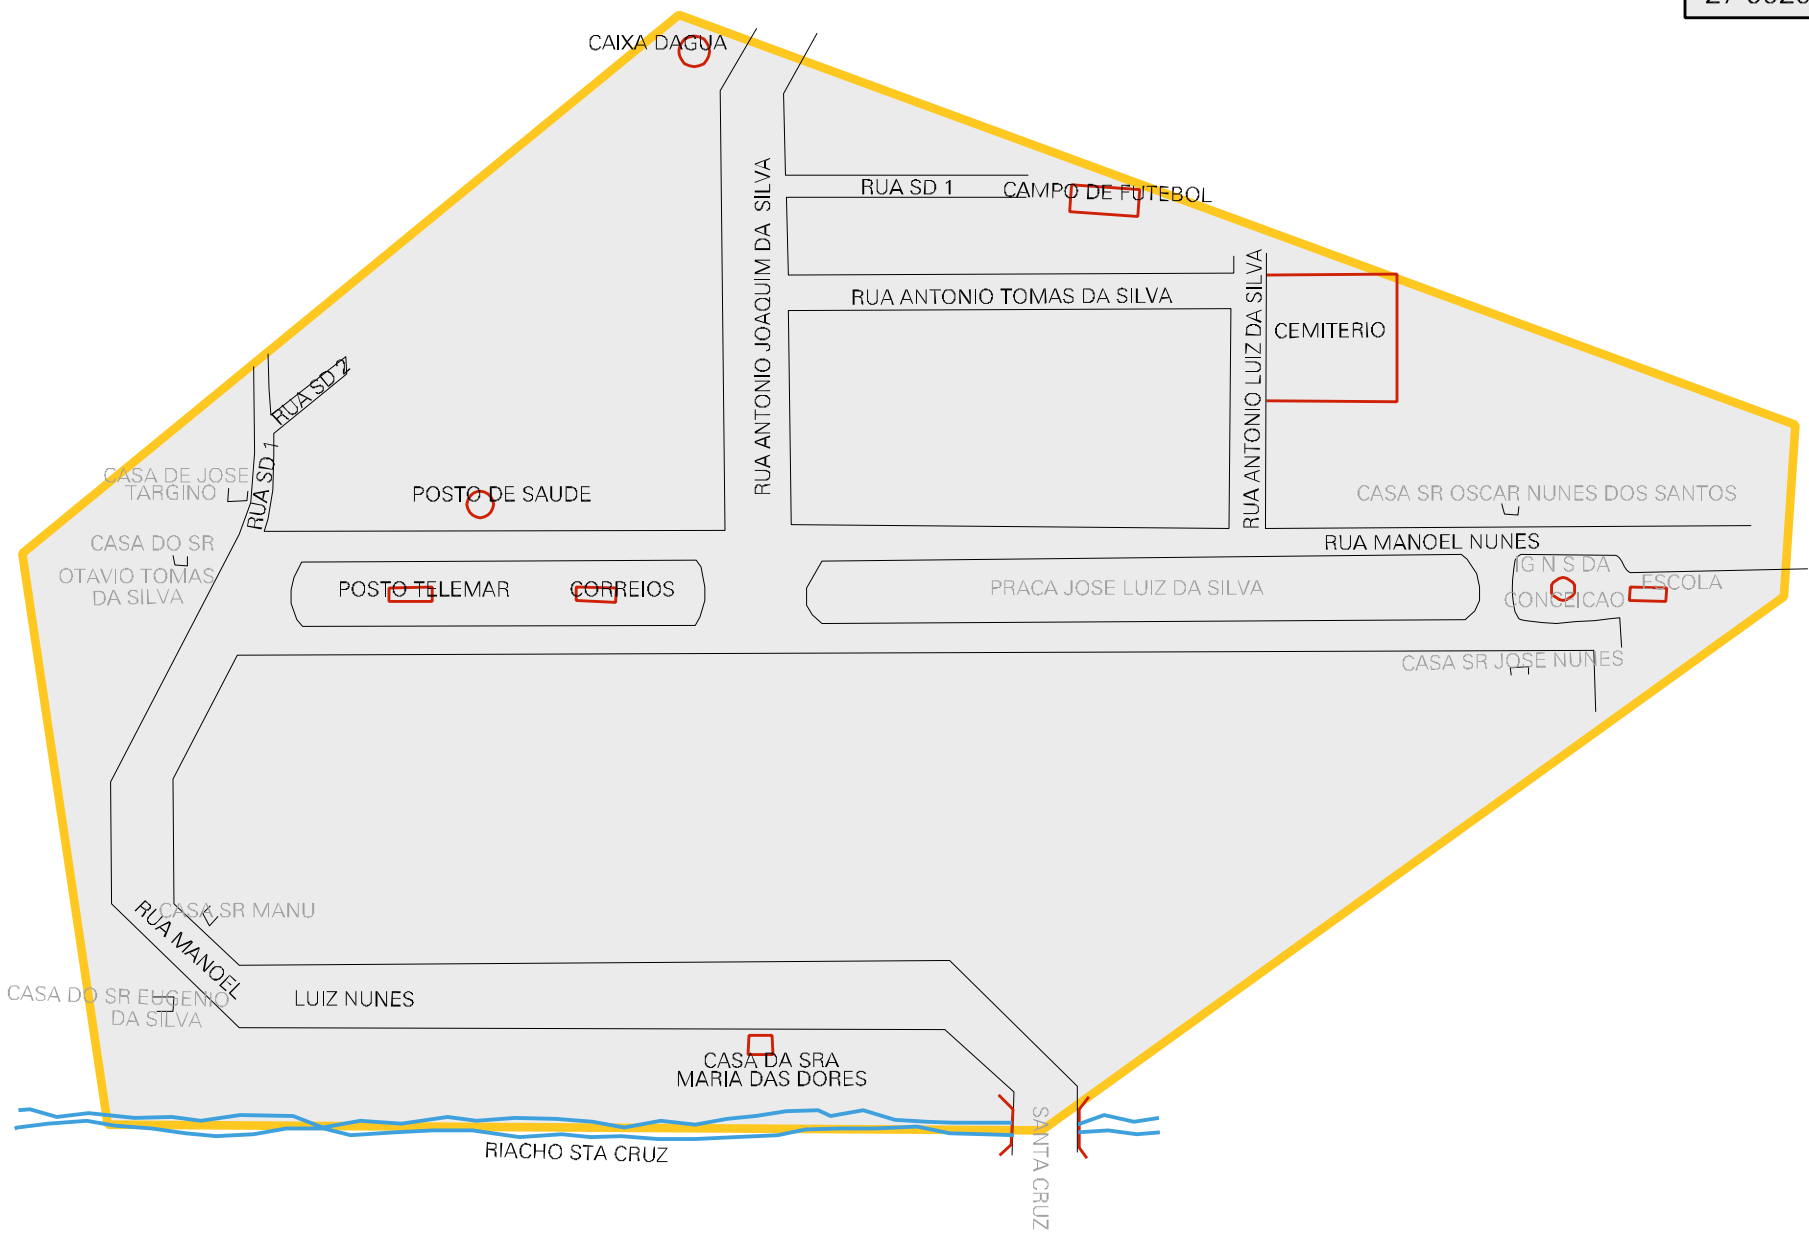 CAIXA DAGUA
RUA ANTONIO JOAQUIM DA SILVA
RUA SD 1
CAMPO DE FUTEBOL
RUA ANTONIO TOMAS DA SILVA
RUA ANTONIO LUIZ DA SILVA
CEMITERIO
RUA SD 2
RUA SD 1
CASA DE JOSE
TARGINO
POSTO DE SAUDE
CASA SR OSCAR NUNES DOS SANTOS
CASA DO SR
OTAVIO TOMAS
DA SILVA
RUA MANOEL NUNES
POSTO TELEMAR
CORREIOS
PRACA JOSE LUIZ DA SILVA
IG N S DA
CONCEICAO
ESCOLA
CASA SR JOSE NUNES
CASA SR MANU
RUA MANOEL
LUIZ NUNES
CASA DO SR EUGENIO
DA SILVA
CASA DA SRA
MARIA DAS DORES
RIACHO STA CRUZ
SANTA CRUZ